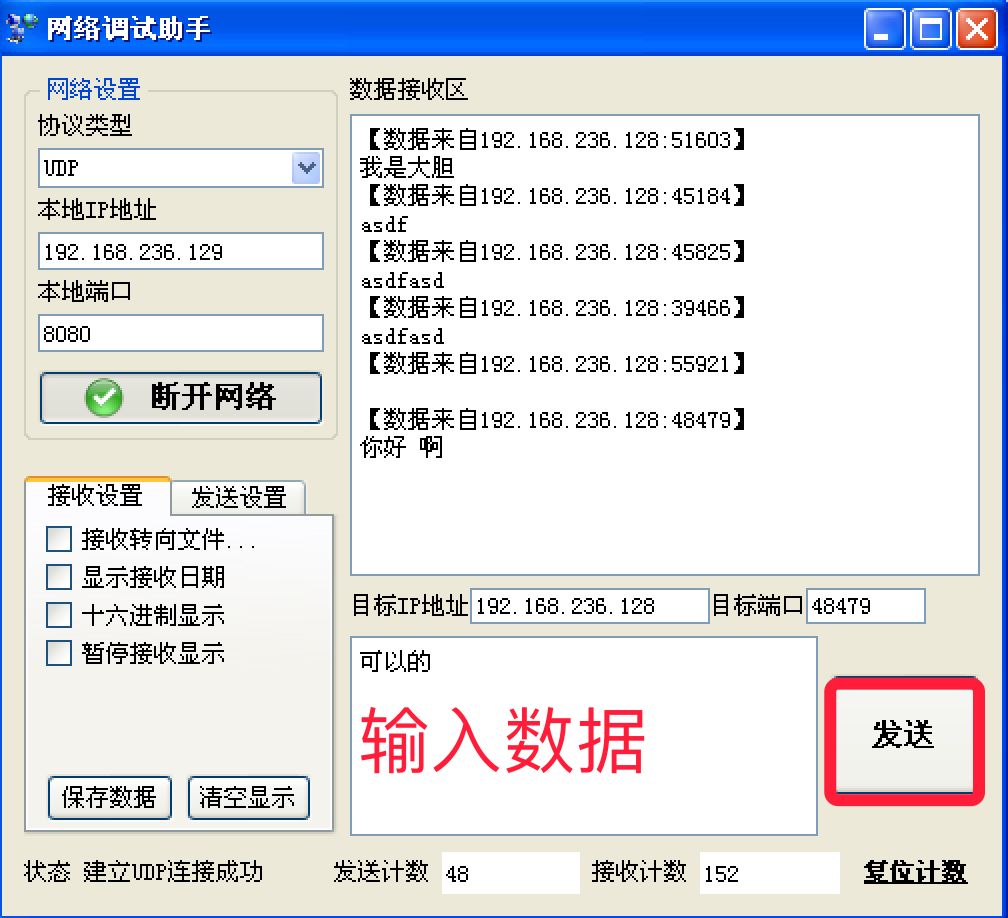 网络调试助手
网络设置
协议类型
UDP
本地IP地址
192.168.236.129
本地端口
8080
断开网络
接收设置 发送设置
接收转向文件...
显示接收日期
十六进制显示
暂停接收显示
保存数据 清空显示
数据接收区
【数据来自192.168.236.128:51603】
我是大胆
【数据来自192.168.236.128:45184】
asdf
【数据来自192.168.236.128:45825】
asdfasd
【数据来自192.168.236.128:39466】
asdfasd
【数据来自192.168.236.128:55921】
【数据来自192.168.236.128:48479】
你好 啊
目标IP地址 192.168.236.128 目标端口 48479
可以的
输入数据
发送
状态 建立UDP连接成功 发送计数 48 接收计数 152 复位计数